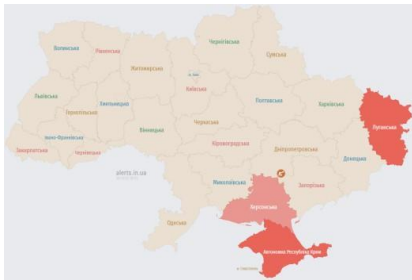 Чернігівська
Волинська
Рівненська
Сумська
Житомирська
Київська
Львівська
Полтавська
Харківська
Тернопільська
Хмельницька
Луганська
Черкаська
Вінницька
Івано-Франківська
Кіровоградська
Дніпропетровська
Закарпатська
Чернівецька
Донецька
alerts.in.ua
Миколаївська
Запорізька
Херсонська
Одеська
Автономна Республіка Крим